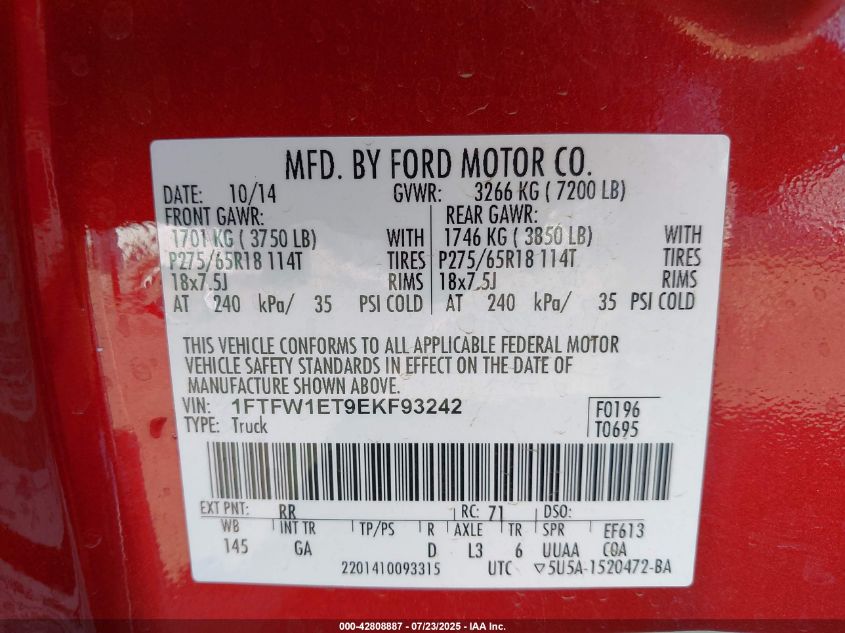 MFD. BY FORD MOTOR CO.
DATE: 10/14 GVWR: 3266 KG ( 7200 LB)
FRONT GAWR: REAR GAWR:
1701 KG ( 3750 LB) WITH 1746 KG ( 3850 LB) WITH
P275/65R18 114T TIRES P275/65R18 114T TIRES
18x7.5J RIMS 18x7.5J RIMS
AT 240 kPa/ 35 PSI COLD AT 240 kPa/ 35 PSI COLD
THIS VEHICLE CONFORMS TO ALL APPLICABLE FEDERAL MOTOR
VEHICLE SAFETY STANDARDS IN EFFECT ON THE DATE OF
MANUFACTURE SHOWN ABOVE.
VIN: 1FTFW1ET9EKF93242 F0196
TYPE: Truck T0695
EXT PNT: RR RC: 71 DSO:
WB INT TR TP/PS R AXLE TR SPR EF613
145 GA D L3 6 UUAA COA
2201410093315 UTC ▽5U5A-1520472-BA
000-42808887 - 07/23/2025 - IAA Inc.